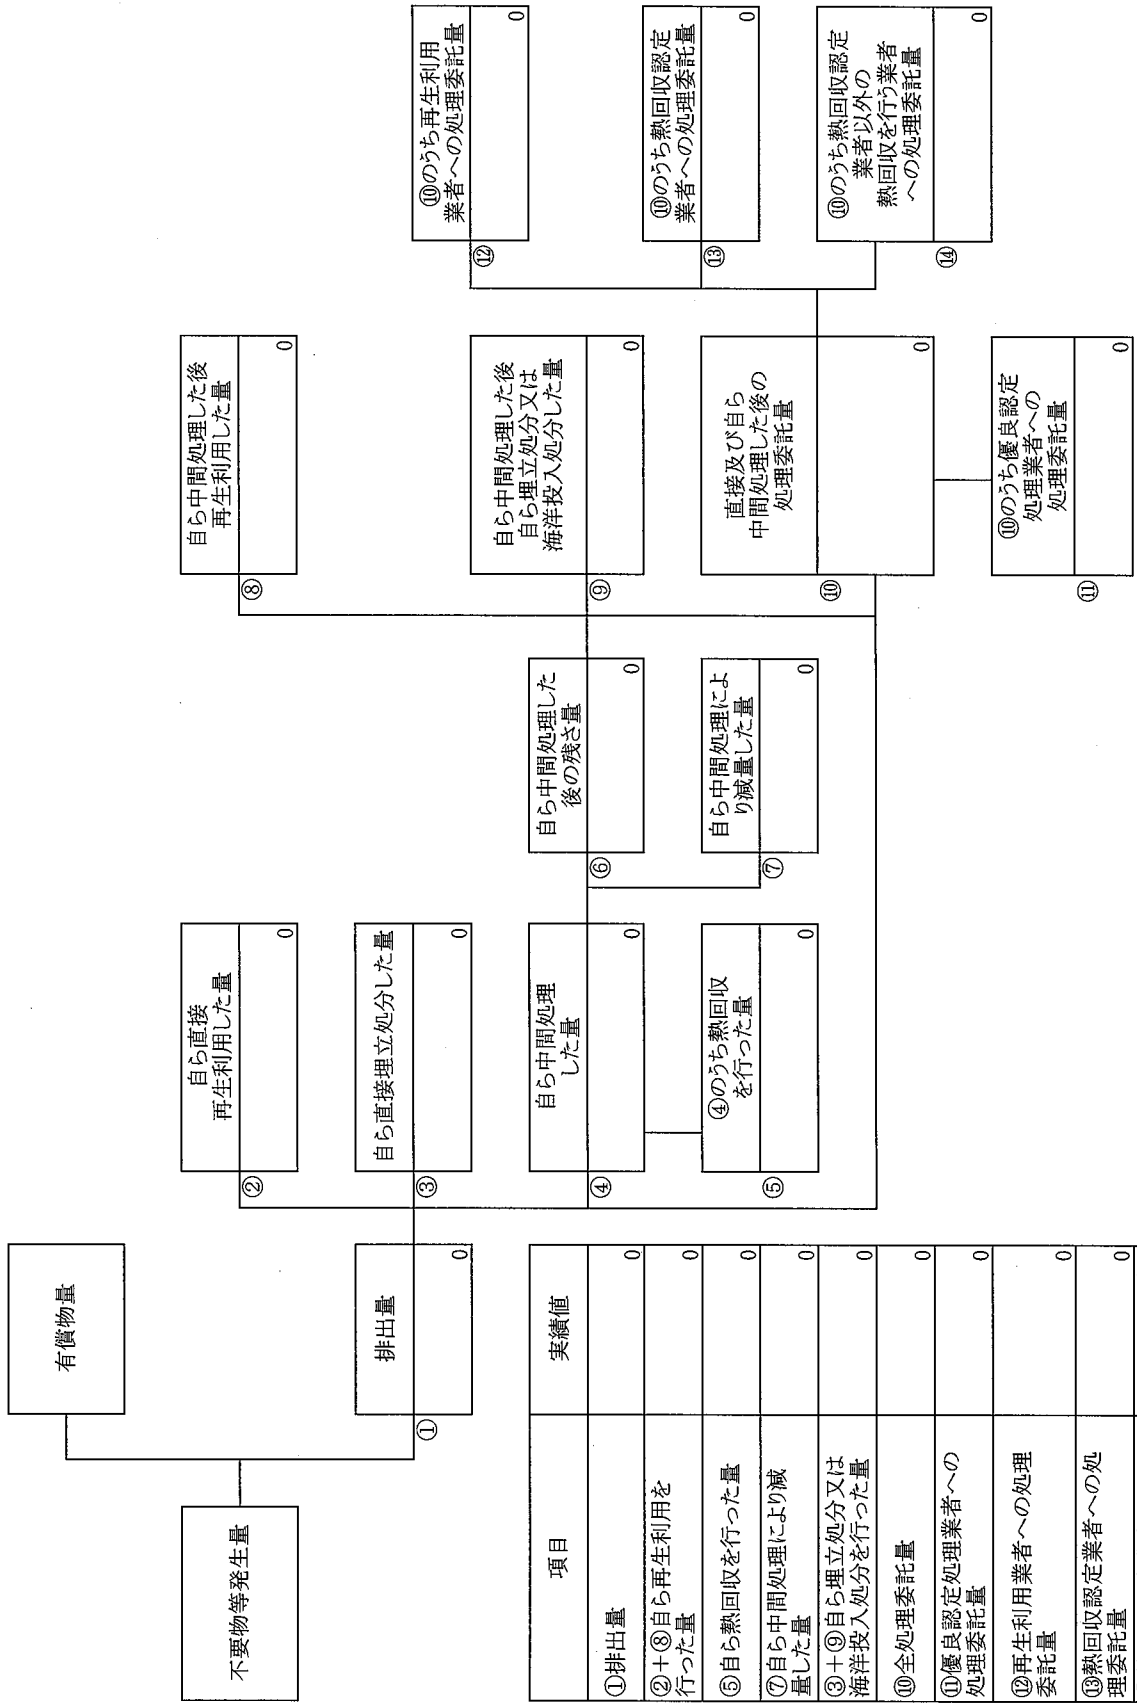 不要物等発生量
有償物量
①
排出量
0
②
自ら直接
再生利用した量
0
③
自ら直接埋立処分した量
0
④
自ら中間処理
した量
0
⑤
④のうち熱回収
を行った量
0
⑥
自ら中間処理した
後の残さ量
0
⑦
自ら中間処理によ
り減量した量
0
⑧
自ら中間処理した後
再生利用した量
0
⑨
自ら中間処理した後
自ら埋立処分又は
海洋投入処分した量
0
⑩
直接及び自ら
中間処理した後の
処理委託量
0
⑪
⑩のうち優良認定
処理業者への
処理委託量
0
⑫
⑩のうち再生利用
業者への処理委託量
0
⑬
⑩のうち熱回収認定
業者への処理委託量
0
⑭
⑩のうち熱回収認定
業者以外の
熱回収を行う業者
への処理委託量
0
項目 実績値
①排出量 0
②+⑧自ら再生利用を
行った量 0
⑤自ら熱回収を行った量 0
⑦自ら中間処理により減
量した量 0
③+⑨自ら埋立処分又は
海洋投入処分を行った量 0
⑩全処理委託量 0
⑪優良認定処理業者への
処理委託量 0
⑫再生利用業者への処理
委託量 0
⑬熱回収認定業者への処
理委託量 0